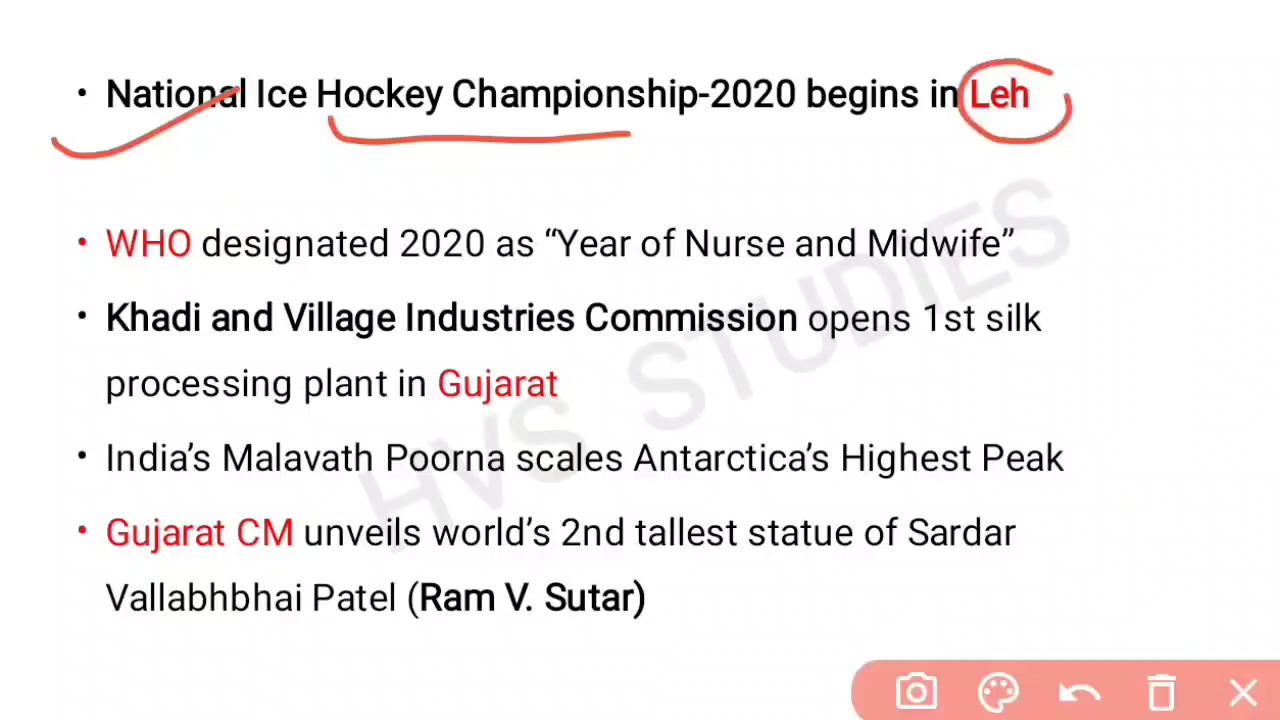 • National Ice Hockey Championship-2020 begins in Leh
• WHO designated 2020 as “Year of Nurse and Midwife”
• Khadi and Village Industries Commission opens 1st silk
processing plant in Gujarat
• India’s Malavath Poorna scales Antarctica’s Highest Peak
• Gujarat CM unveils world’s 2nd tallest statue of Sardar
Vallabhbhai Patel (Ram V. Sutar)
HVS STUDIES